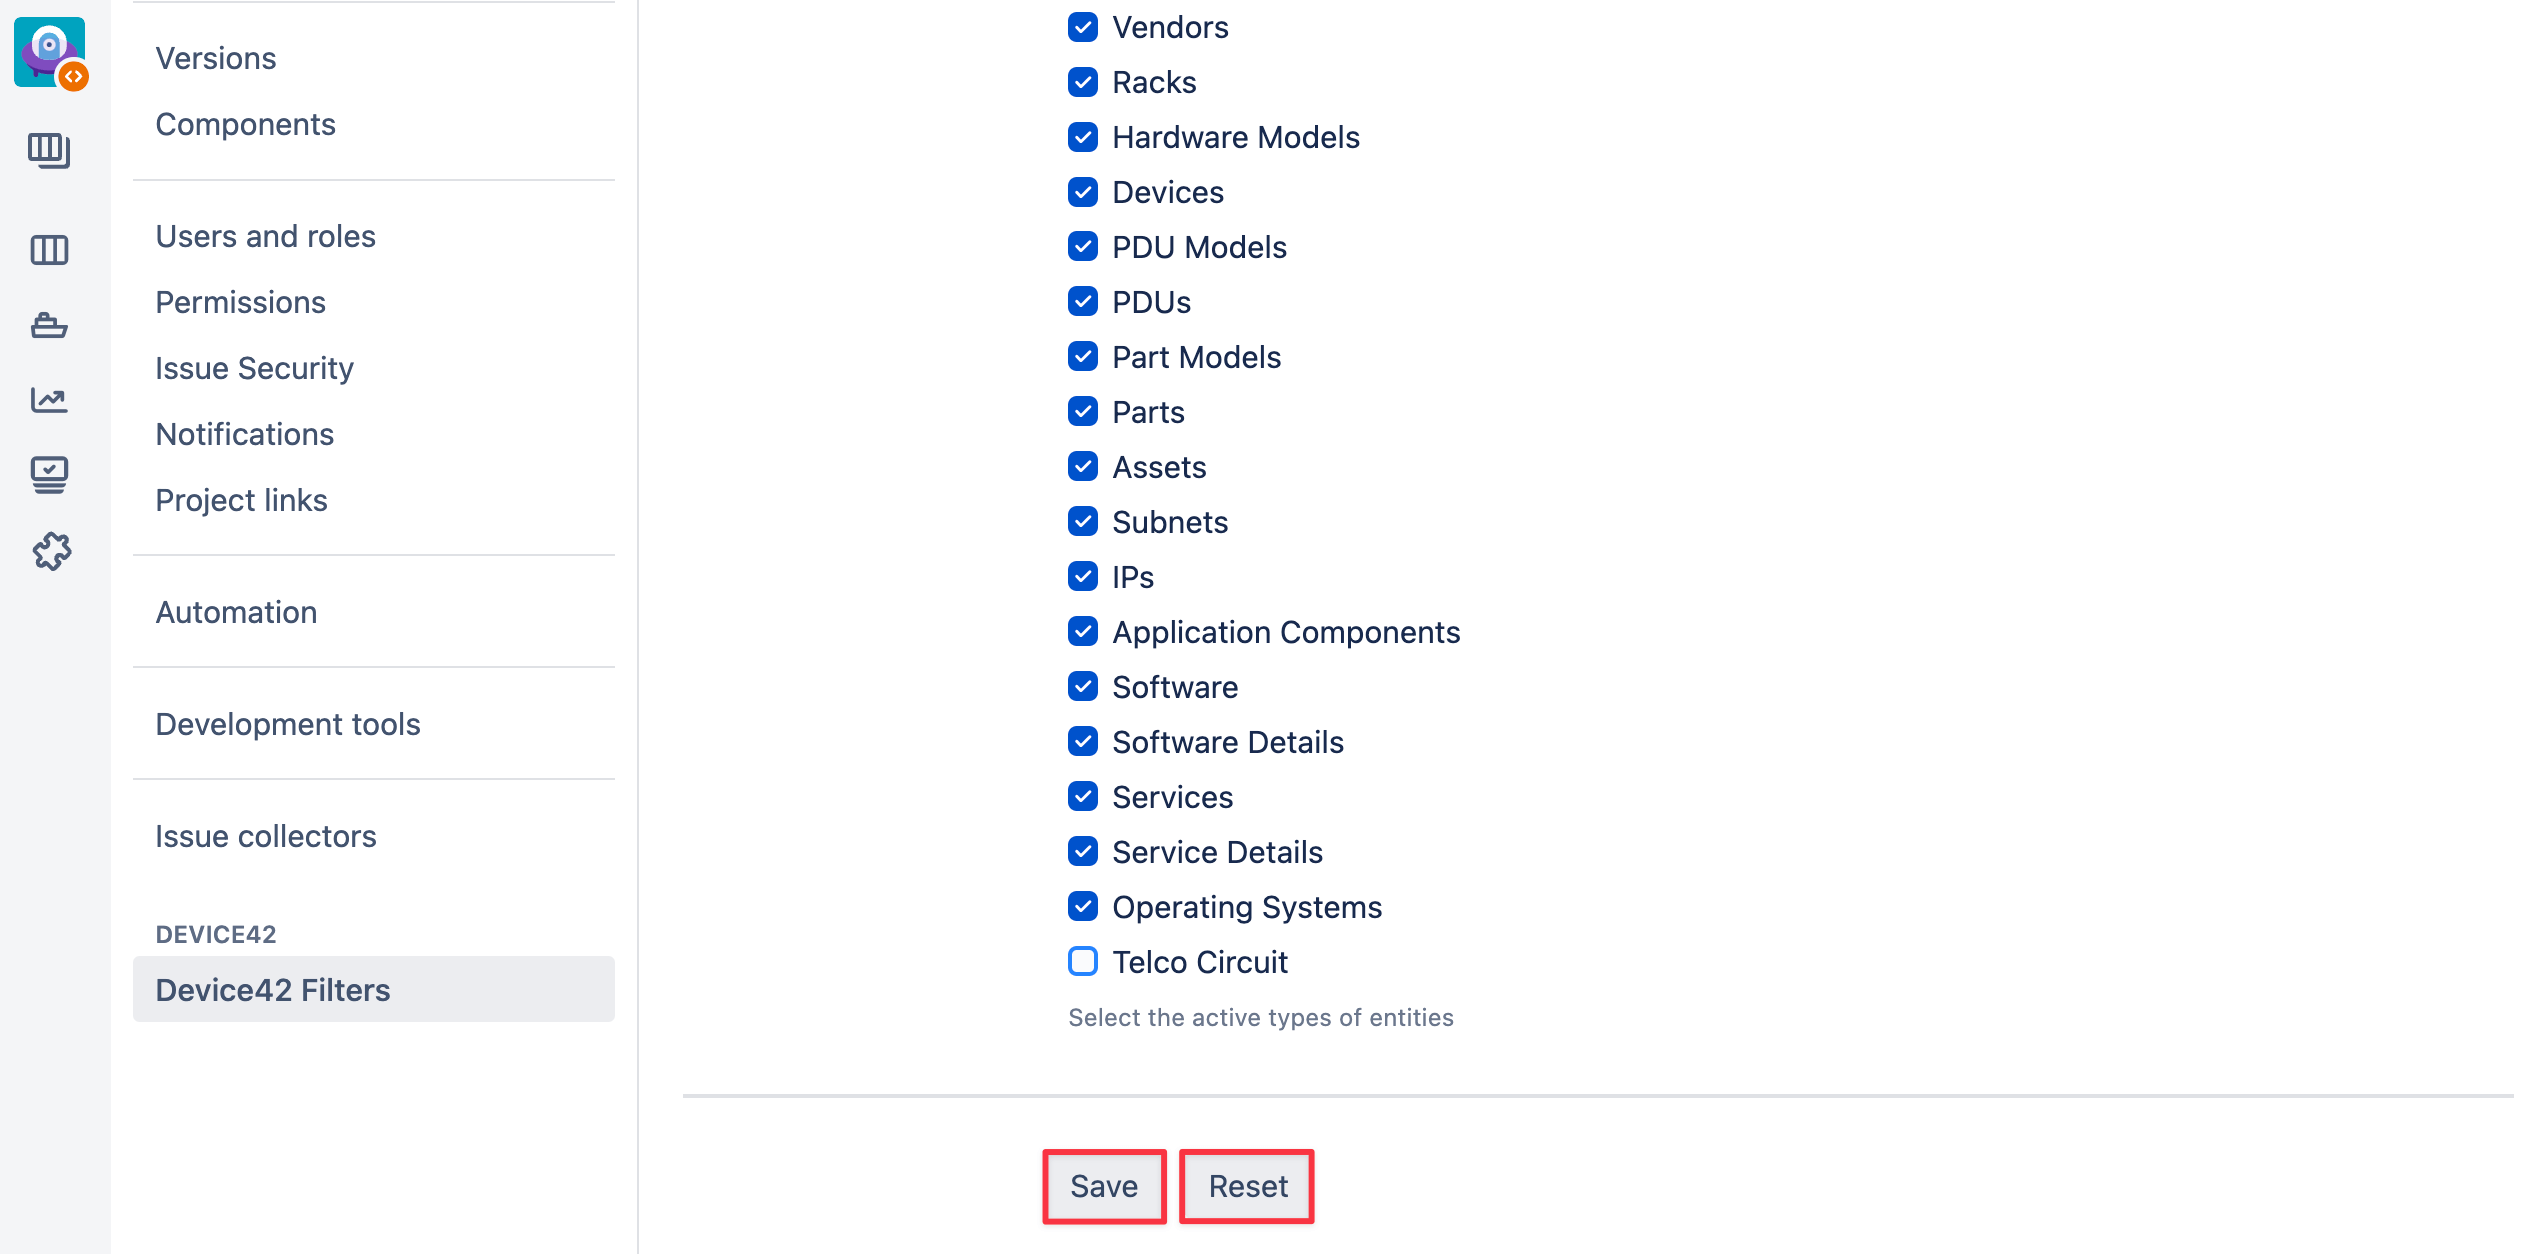 Versions
Components
Users and roles
Permissions
Issue Security
Notifications
Project links
Automation
Development tools
Issue collectors
DEVICE42
Device42 Filters
Vendors
Racks
Hardware Models
Devices
PDU Models
PDUs
Part Models
Parts
Assets
Subnets
IPs
Application Components
Software
Software Details
Services
Service Details
Operating Systems
Telco Circuit
Select the active types of entities
Save
Reset